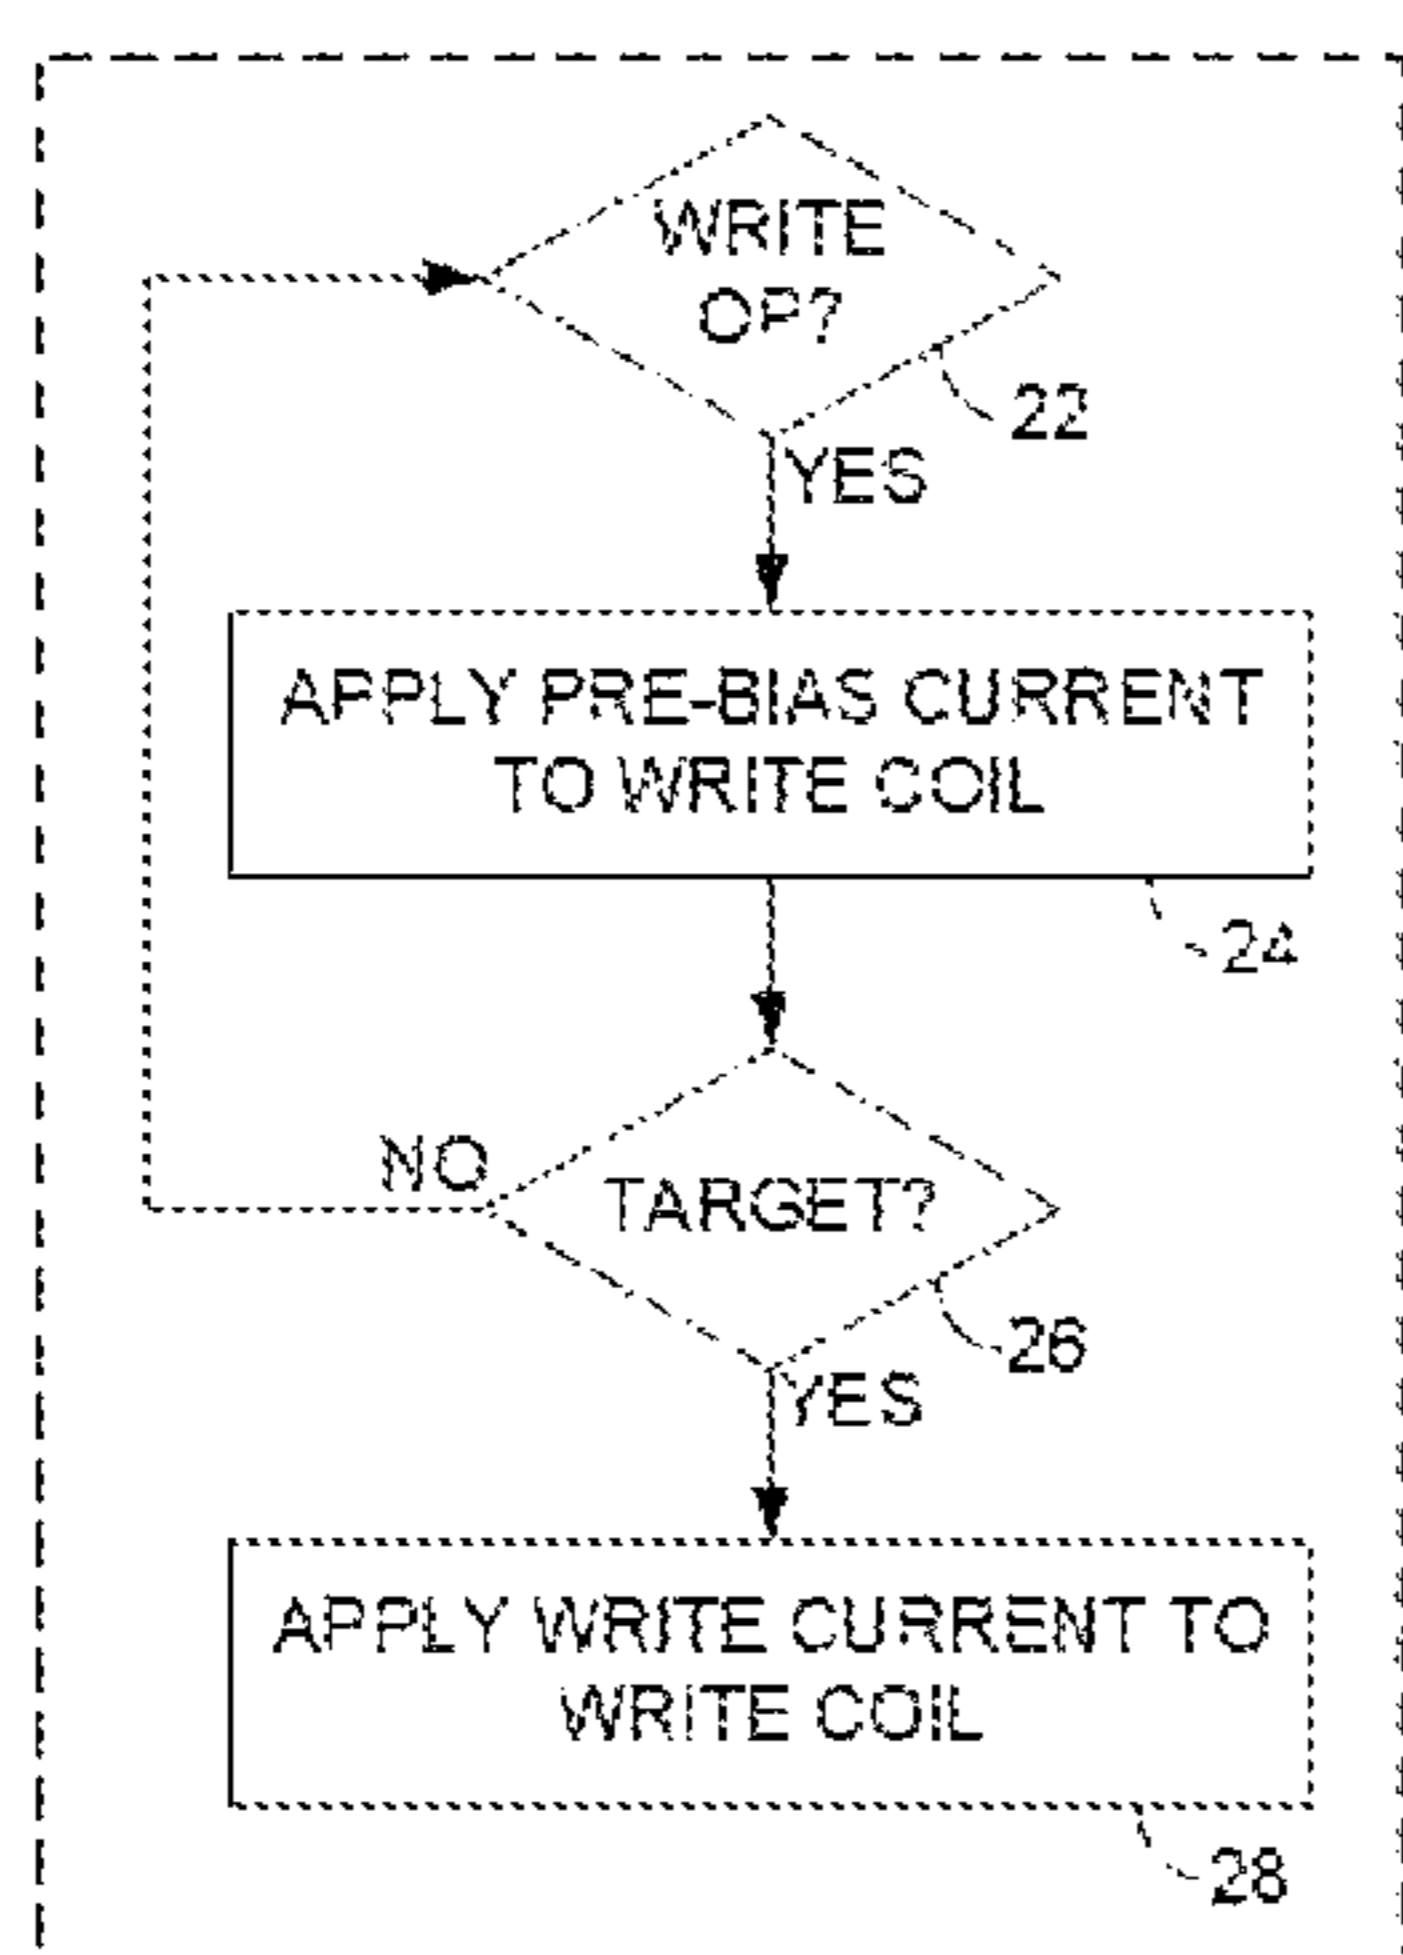 WRITE
OP?
22
YES
APPLY PRE-BIAS CURRENT
TO WRITE COIL
24
NO
TARGET?
26
YES
APPLY WRITE CURRENT TO
WRITE COIL
28